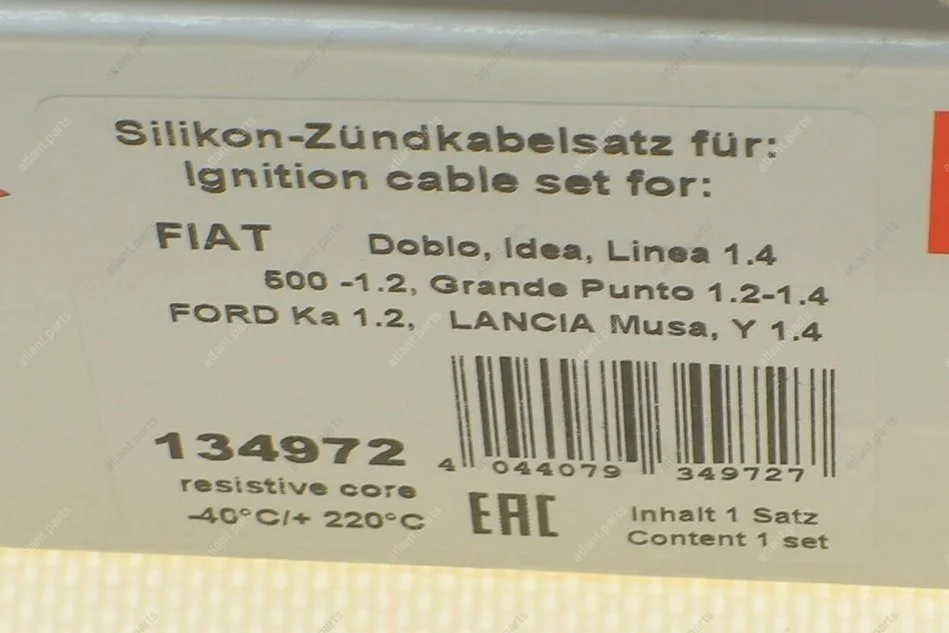 Silikon-Zündkabelsatz für:
Ignition cable set for:
FIAT Doblo, Idea, Linea 1.4
500 -1.2, Grande Punto 1.2-1.4
FORD Ka 1.2, LANCIA Musa, Y 1.4
134972
4 044079 349727
resistive core
-40°C/+ 220°C
EAC
Inhalt 1 Satz
Content 1 set
atlant.parts